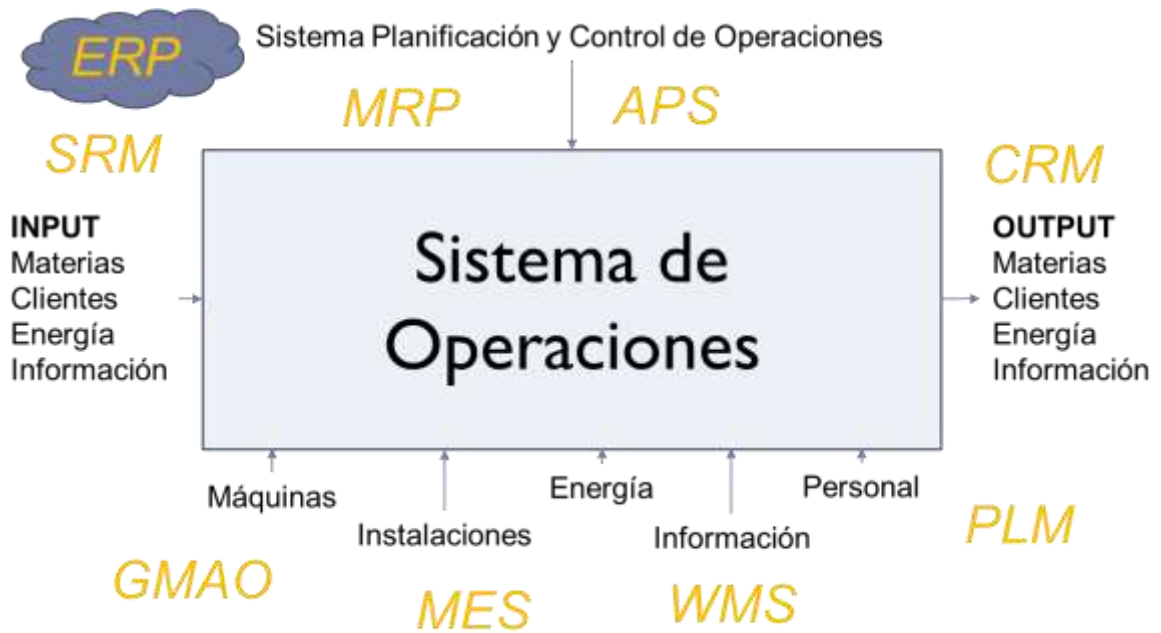 ERP
Sistema Planificación y Control de Operaciones
MRP
APS
SRM
CRM
INPUT
Materias
Clientes
Energía
Información
Sistema de
Operaciones
OUTPUT
Materias
Clientes
Energía
Información
Máquinas
Instalaciones
Energía
Información
Personal
GMAO
MES
WMS
PLM